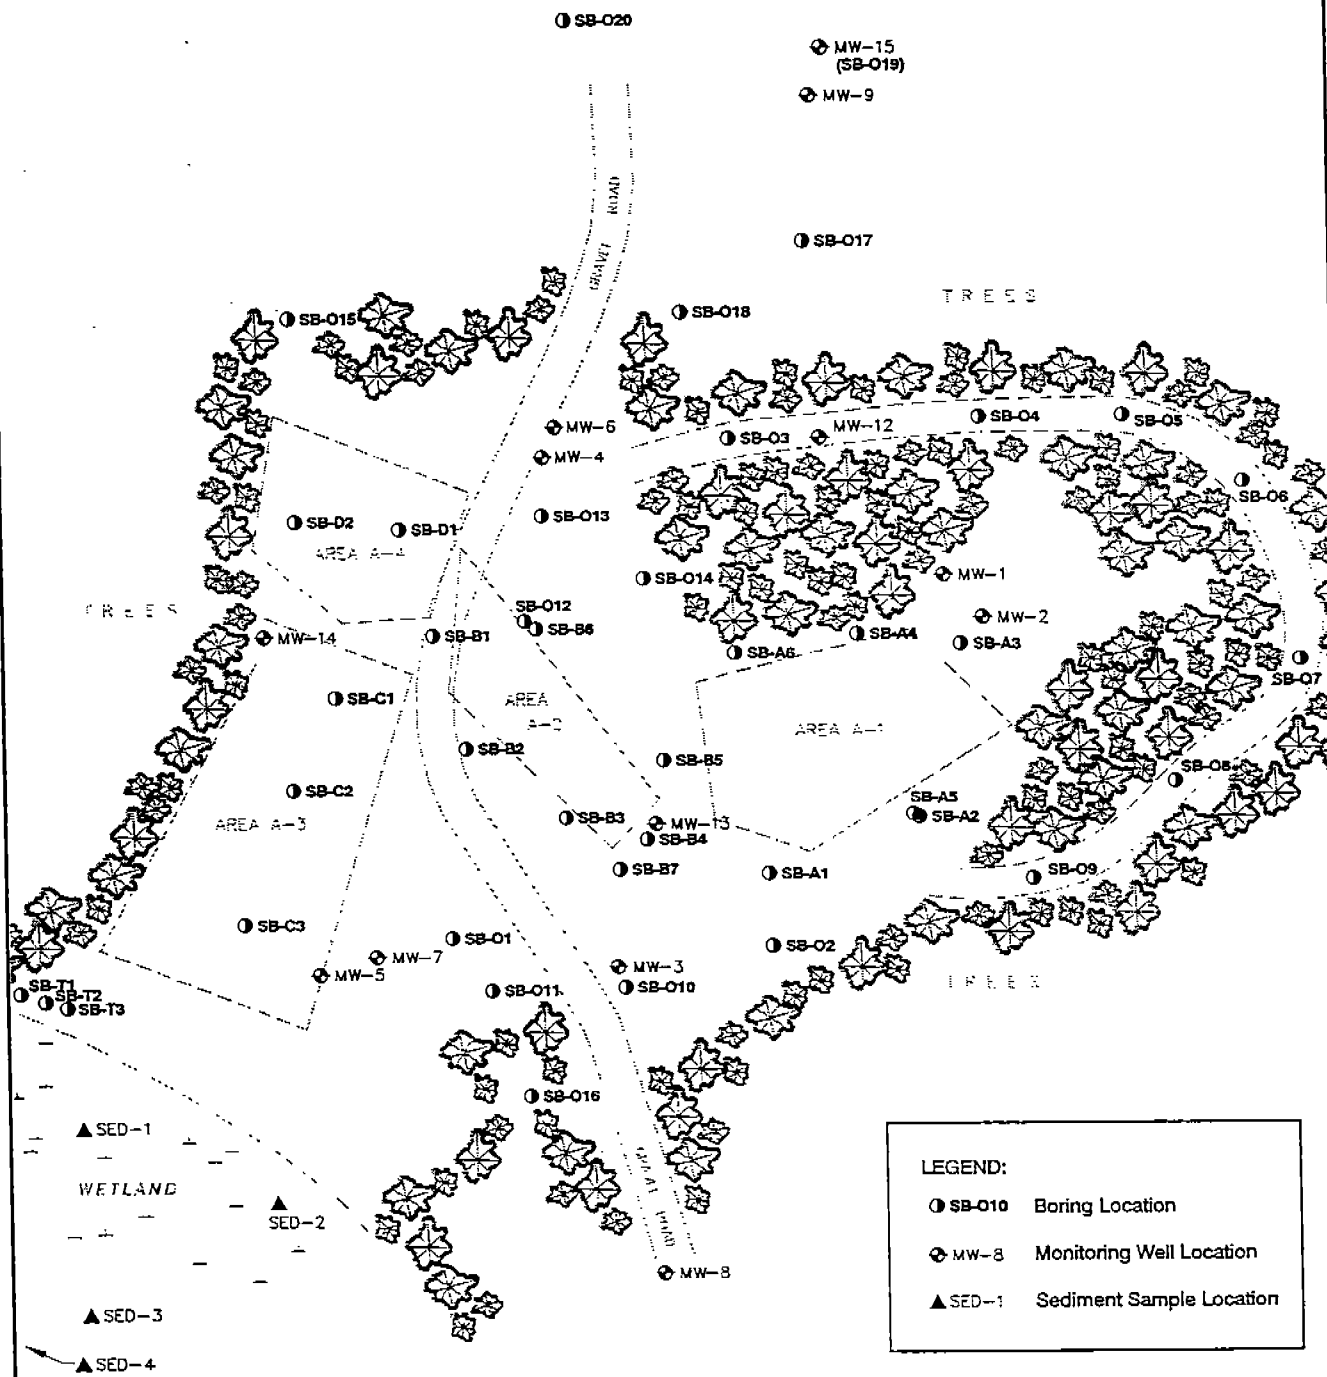 SB-O20
MW-15
(SB-O19)
MW-9
GRAVEL ROAD
SB-O17
TREES
SB-O15
SB-O18
MW-6
SB-O3
MW-12
SB-O4
SB-O5
MW-4
SB-O6
SB-D2
SB-D1
SB-O13
AREA A-4
SB-O14
MW-1
TREES
SB-O12
SB-B6
MW-2
MW-14
SB-B1
SB-A4
SB-A3
SB-A6
SB-O7
SB-C1
AREA
A-2
AREA A-1
SB-B2
SB-B5
SB-O8
SB-C2
SB-A5
SB-A2
AREA A-3
SB-B3
MW-13
SB-B4
SB-B7
SB-A1
SB-O9
SB-C3
SB-O1
SB-O2
MW-7
MW-5
MW-3
TREES
SB-T1
SB-T2
SB-T3
SB-O11
SB-O10
SB-O16
SED-1
WETLAND
SED-2
GRAVEL ROAD
MW-8
SED-3
SED-4
LEGEND:
SB-O10 Boring Location
MW-8 Monitoring Well Location
SED-1 Sediment Sample Location